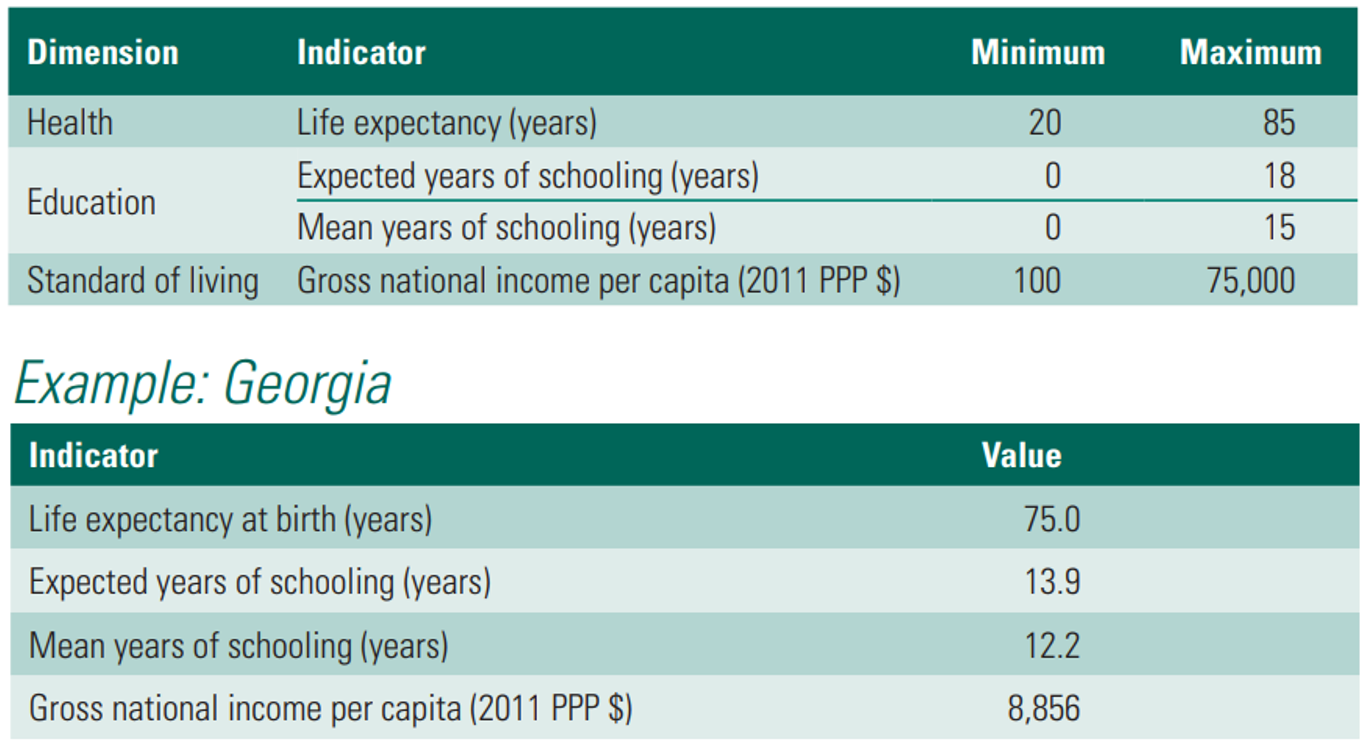 Dimension Indicator Minimum Maximum
Health Life expectancy (years) 20 85
Education
Expected years of schooling (years) 0 18
Mean years of schooling (years) 0 15
Standard of living Gross national income per capita (2011 PPP $) 100 75,000
Example: Georgia
Indicator Value
Life expectancy at birth (years) 75.0
Expected years of schooling (years) 13.9
Mean years of schooling (years) 12.2
Gross national income per capita (2011 PPP $) 8,856